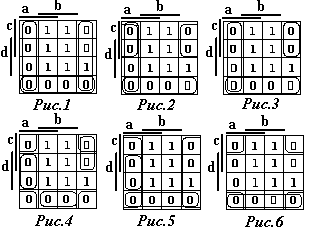 a b a b a b
c 0 1 1 0 c 0 1 1 0 c 0 1 1 0
d 0 1 1 0 d 0 1 1 0 d 0 1 1 0
0 1 1 1 0 1 1 1 0 1 1 1
0 0 0 0 0 0 0 0 0 0 0 0
Рис.1 Рис.2 Рис.3
a b a b a b
c 0 1 1 0 c 0 1 1 0 c 0 1 1 0
d 0 1 1 0 d 0 1 1 1 d 1 1 1 0
0 1 1 1 0 1 1 1 1 1 1 1
0 0 0 0 0 0 0 0 0 0 0 0
Рис.4 Рис.5 Рис.6